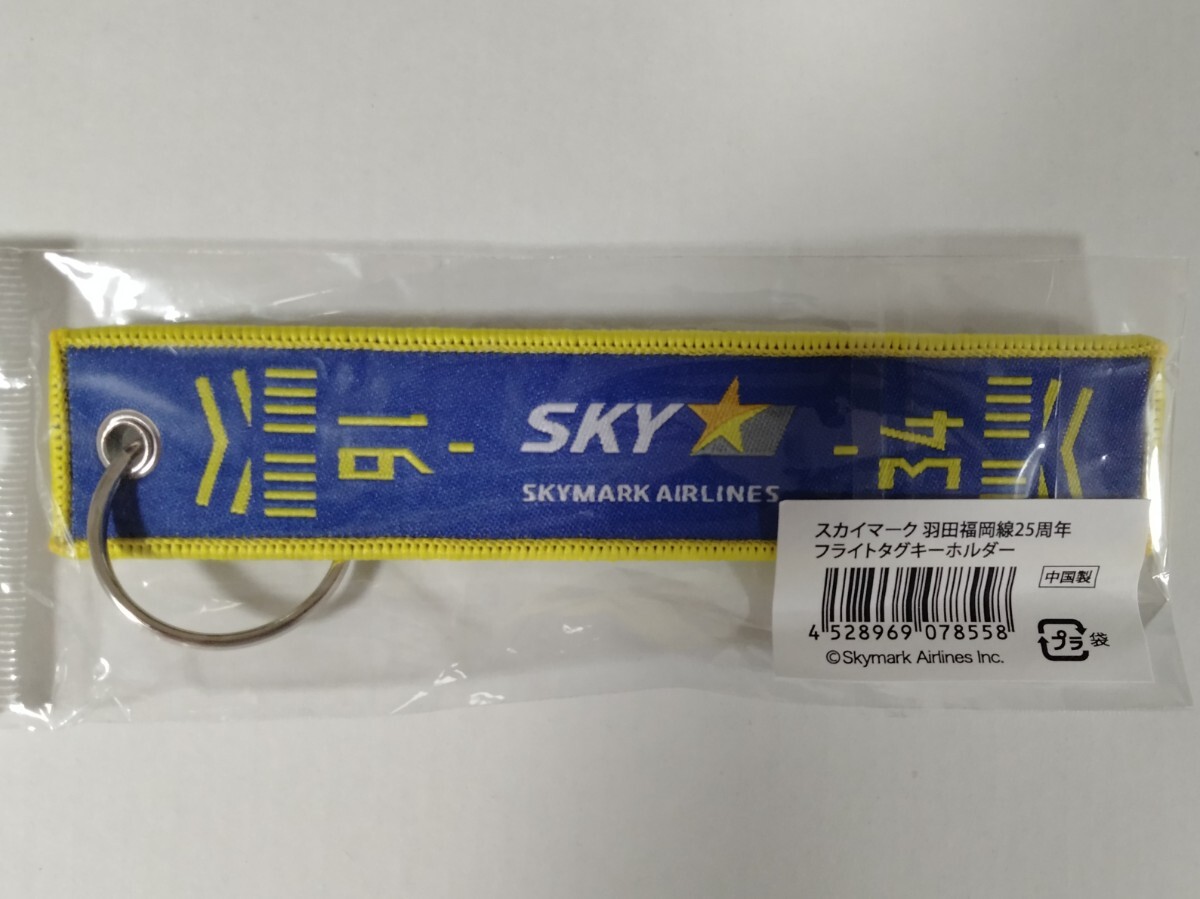 16
SKY
SKYMARK AIRLINES
34
スカイマーク 羽田福岡線25周年
フライトタグキーホルダー
中国製
4 528969 078558
プラ 袋
©Skymark Airlines Inc.